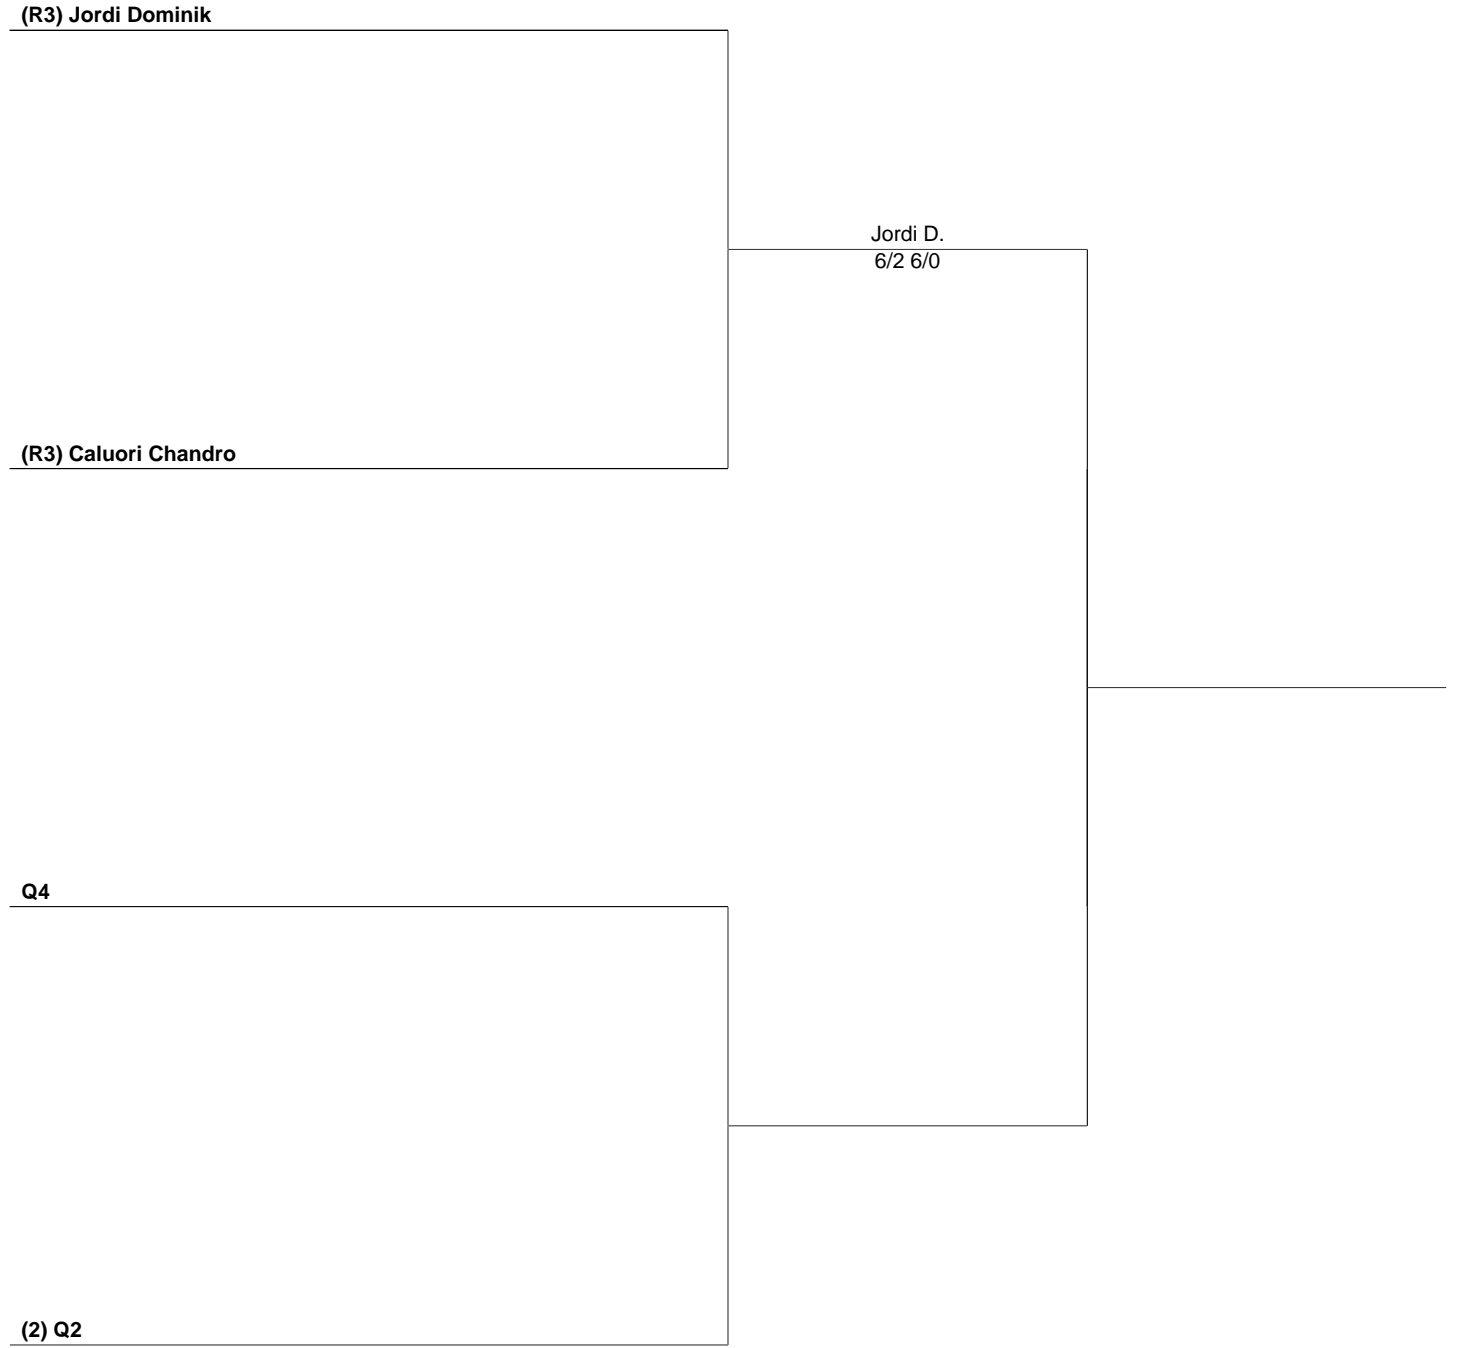 (R3) Jordi Dominik
Jordi D.
6/2 6/0
(R3) Caluori Chandro
Q4
(2) Q2